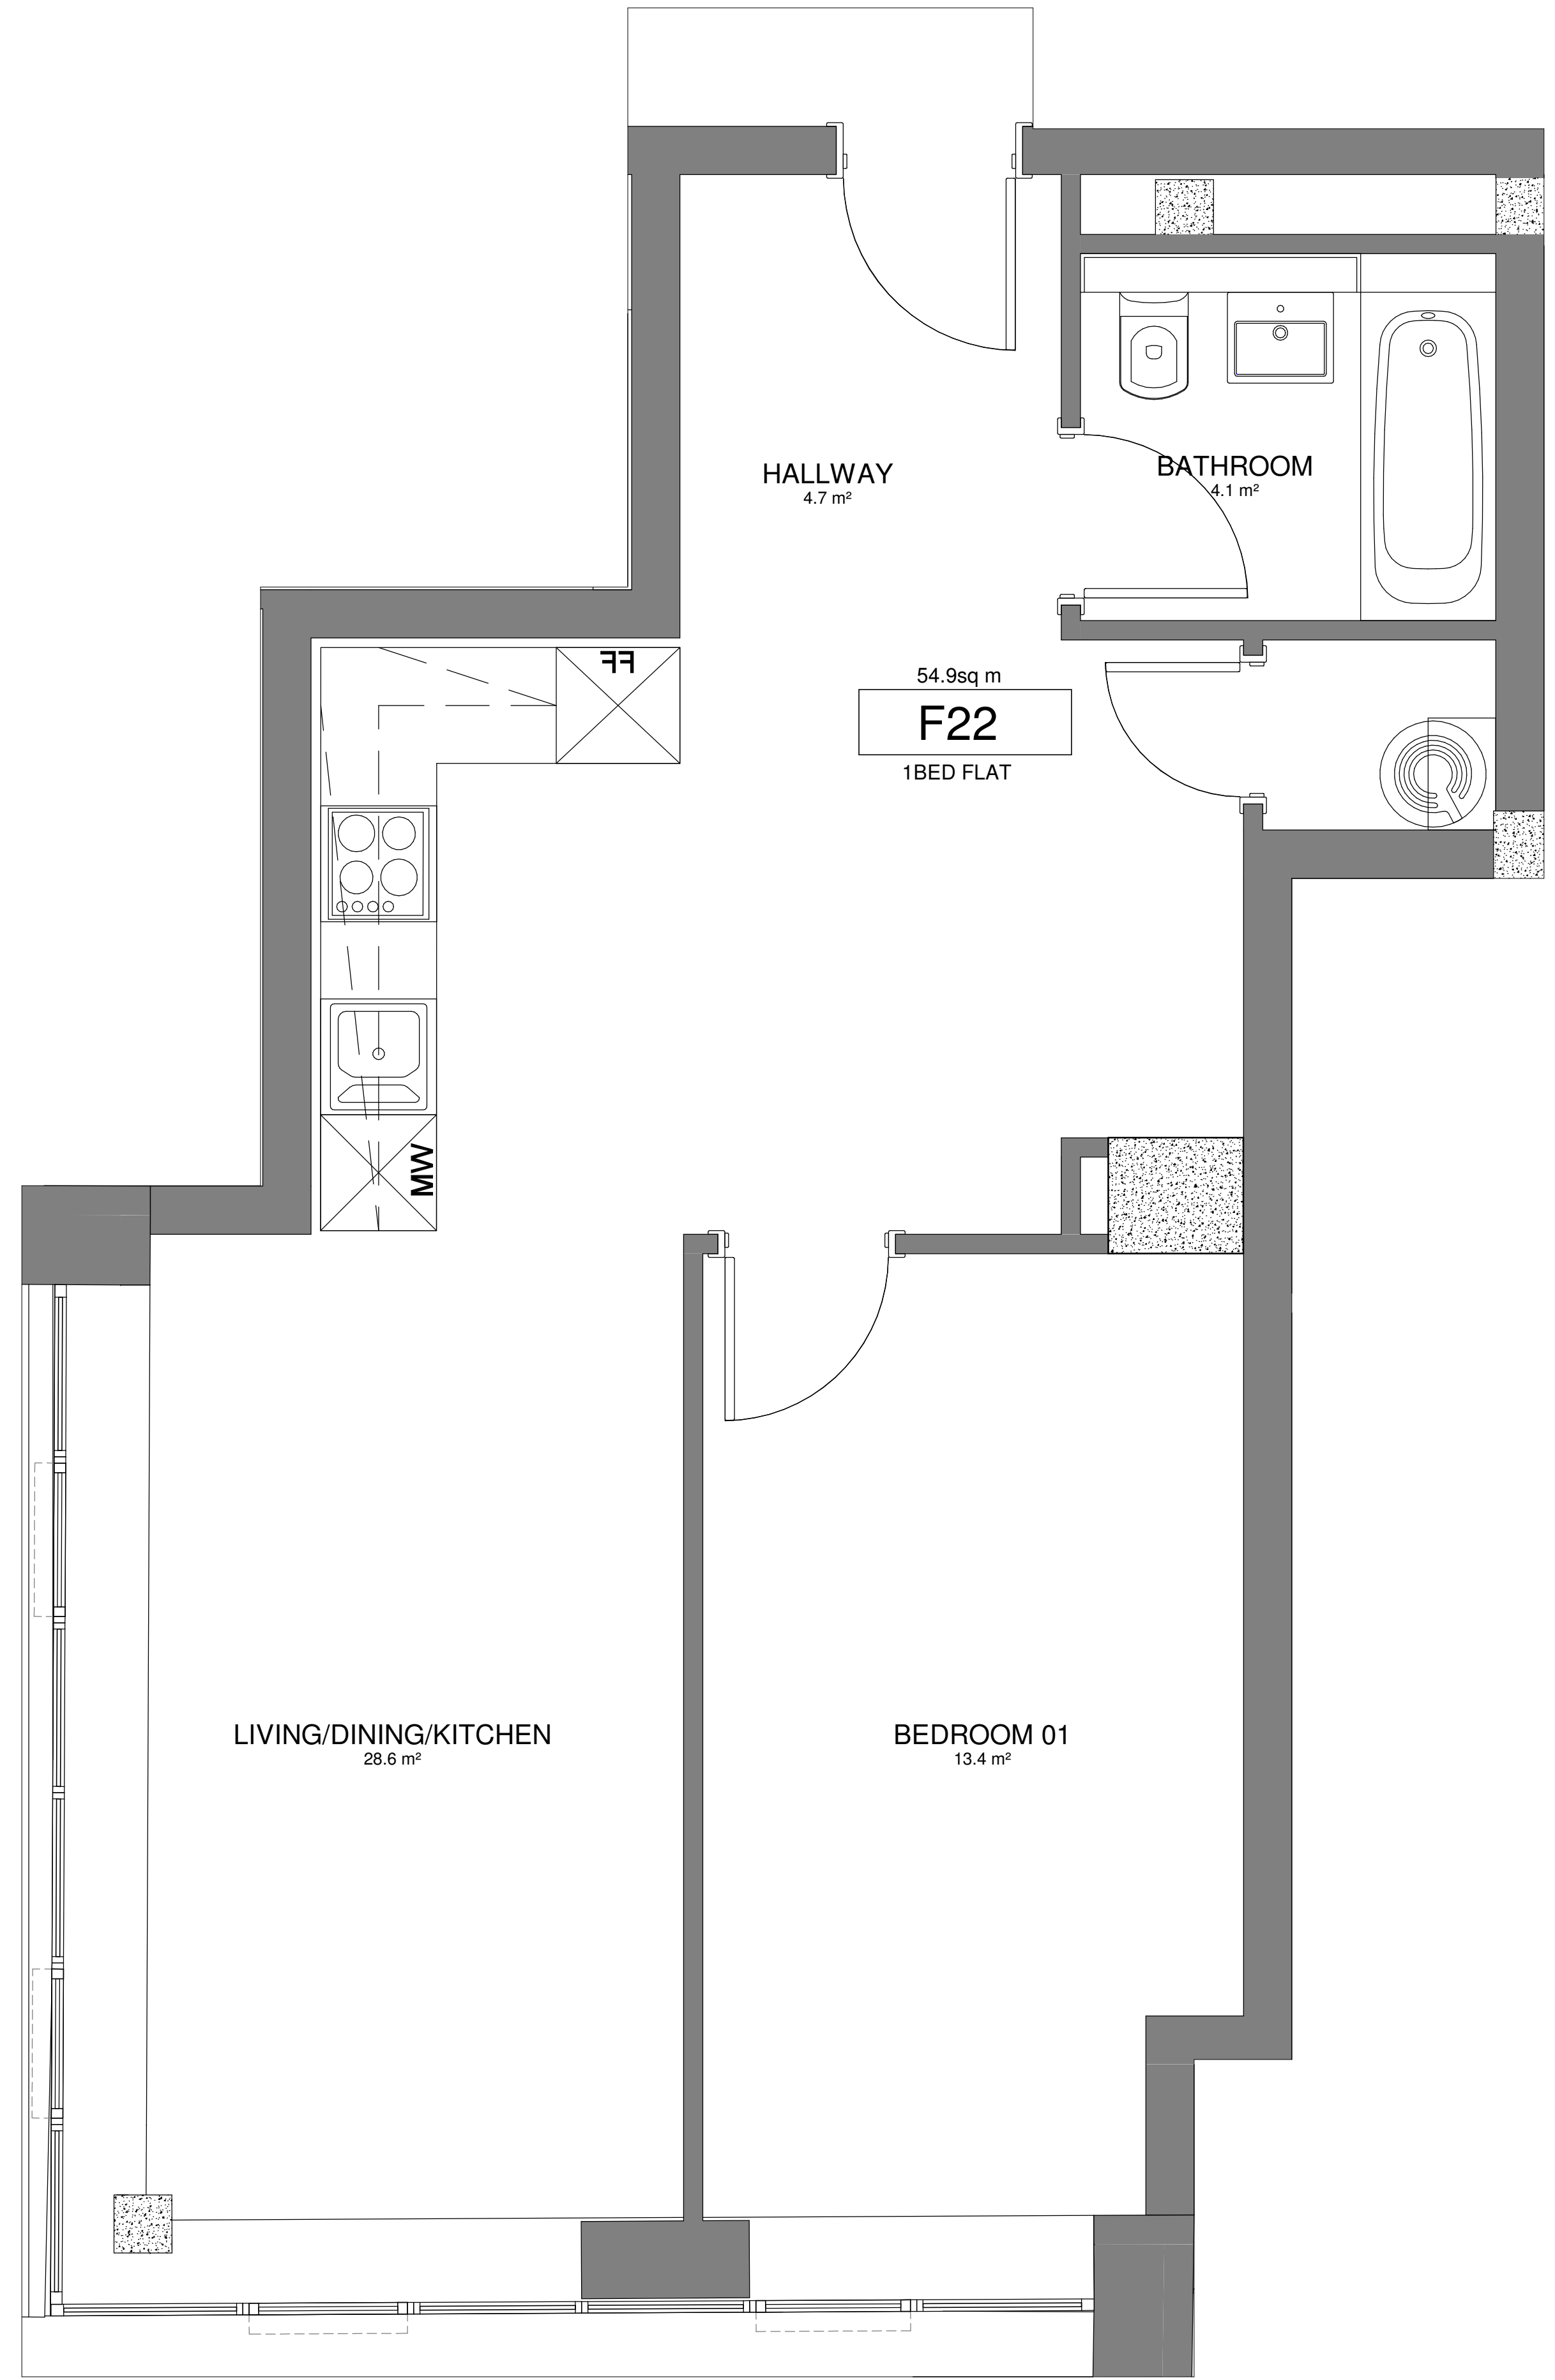 HALLWAY
4.7 m²
BATHROOM
4.1 m²
FF
54.9sq m
F22
1BED FLAT
MW
LIVING/DINING/KITCHEN
28.6 m²
BEDROOM 01
13.4 m²